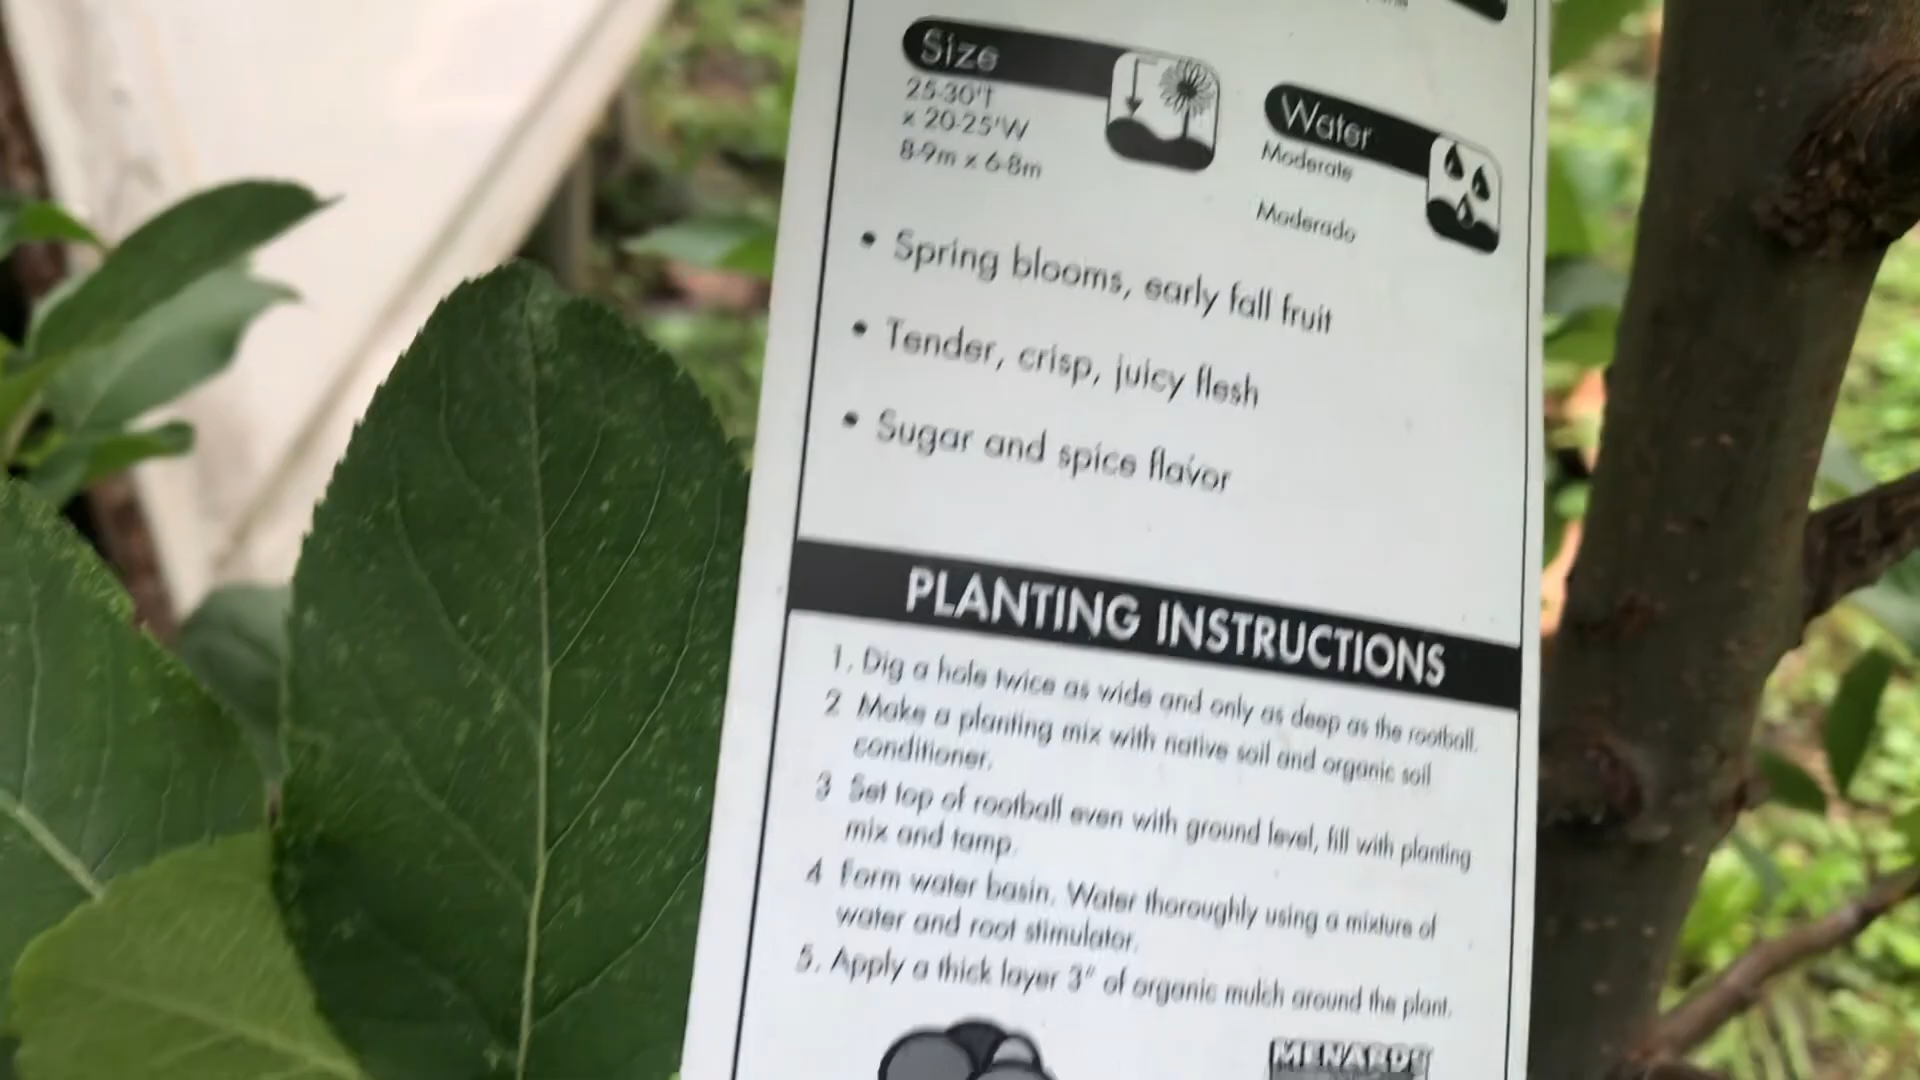 Size
25-30'T
x 20-25'W
8-9m x 6-8m
Water
Moderate
Moderado
• Spring blooms, early fall fruit
• Tender, crisp, juicy flesh
• Sugar and spice flavor
PLANTING INSTRUCTIONS
1. Dig a hole twice as wide and only as deep as the rootball.
2 Make a planting mix with native soil and organic soil
conditioner.
3 Set top of rootball even with ground level, fill with planting
mix and tamp.
4 Form water basin. Water thoroughly using a mixture of
water and root stimulator.
5. Apply a thick layer 3" of organic mulch around the plant.
MENARDS